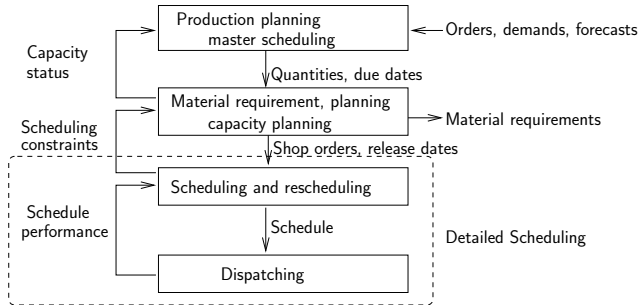 Production planning
master scheduling
Orders, demands, forecasts
Capacity
status
Quantities, due dates
Material requirement, planning
capacity planning
Material requirements
Scheduling
constraints
Shop orders, release dates
Scheduling and rescheduling
Schedule
performance
Schedule
Detailed Scheduling
Dispatching